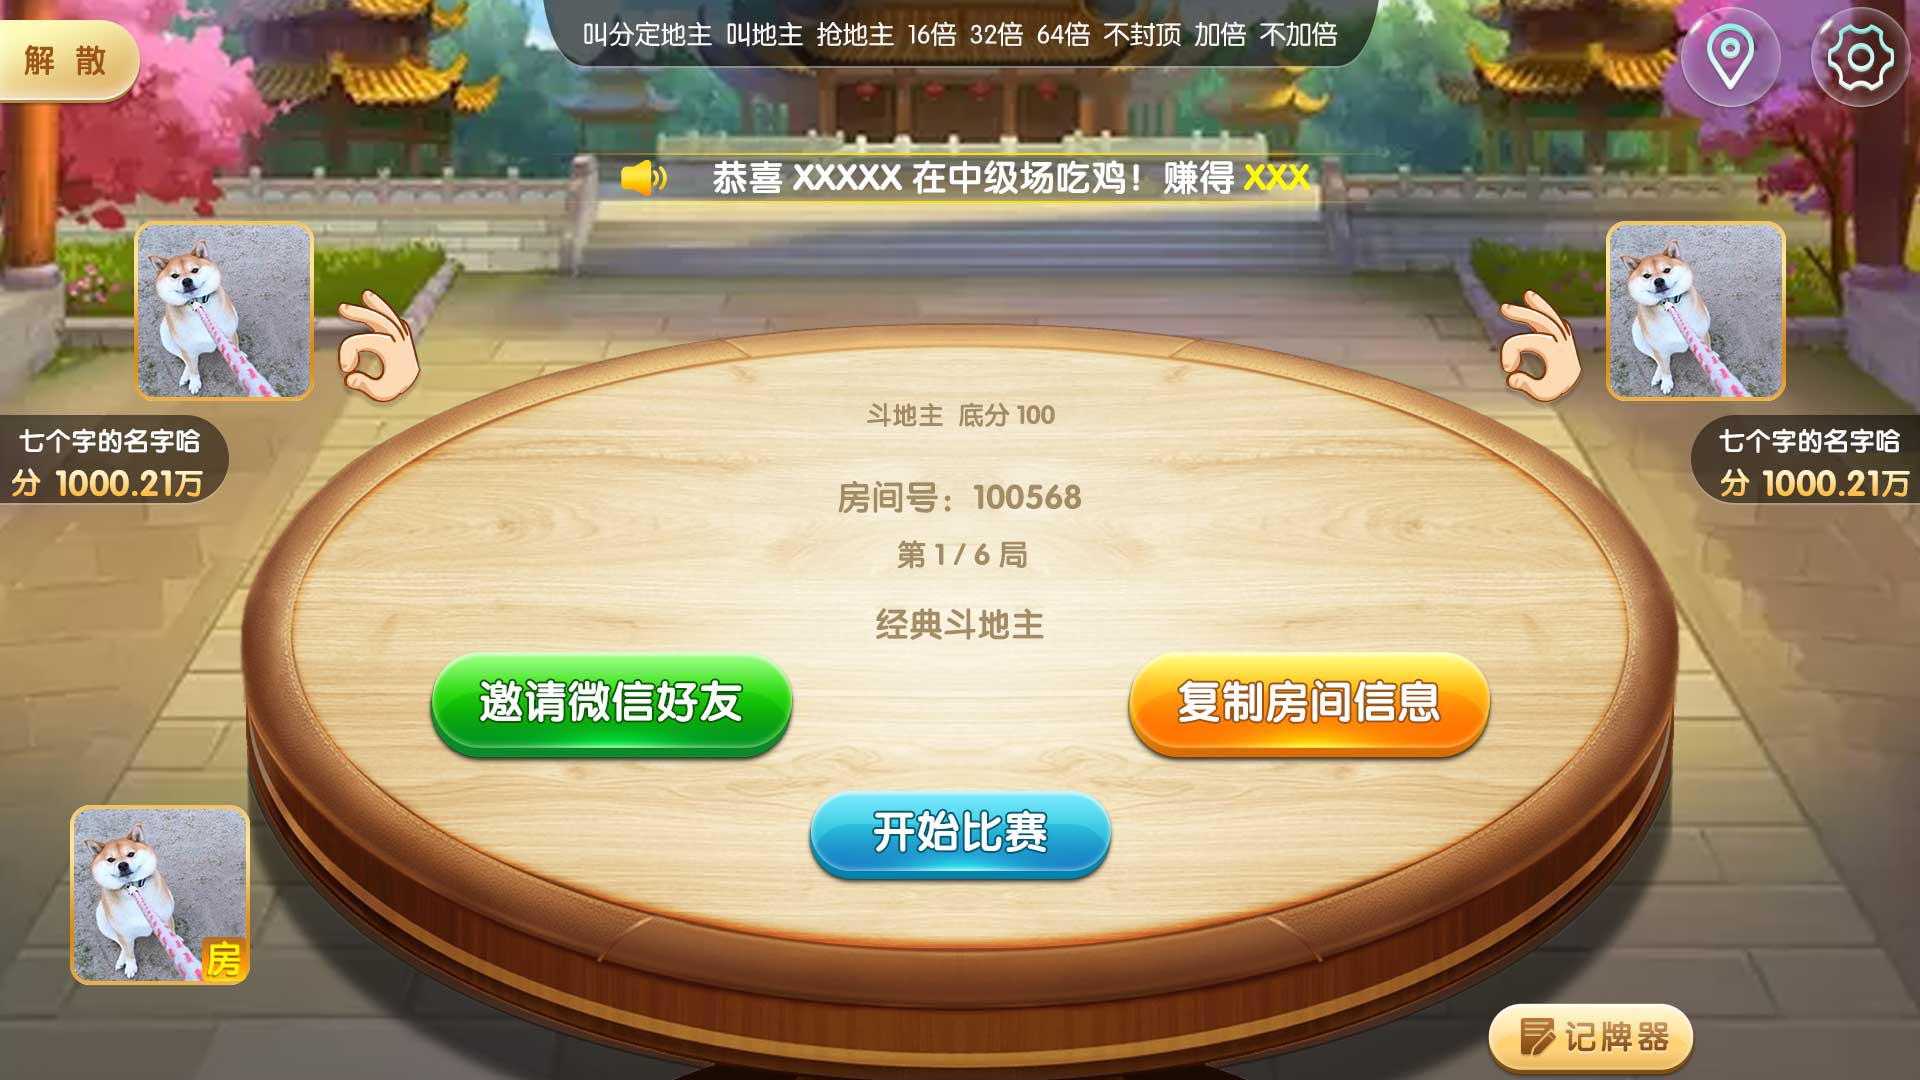 叫分定地主 叫地主 抢地主 16倍 32倍 64倍 不封顶 加倍 不加倍
解 散
恭喜 XXXXX 在中级场吃鸡！赚得 XXX
斗地主 底分 100
七个字的名字哈
分 1000.21万
七个字的名字哈
分 1000.21万
房间号：100568
第 1 / 6 局
经典斗地主
邀请微信好友
复制房间信息
开始比赛
房
记牌器